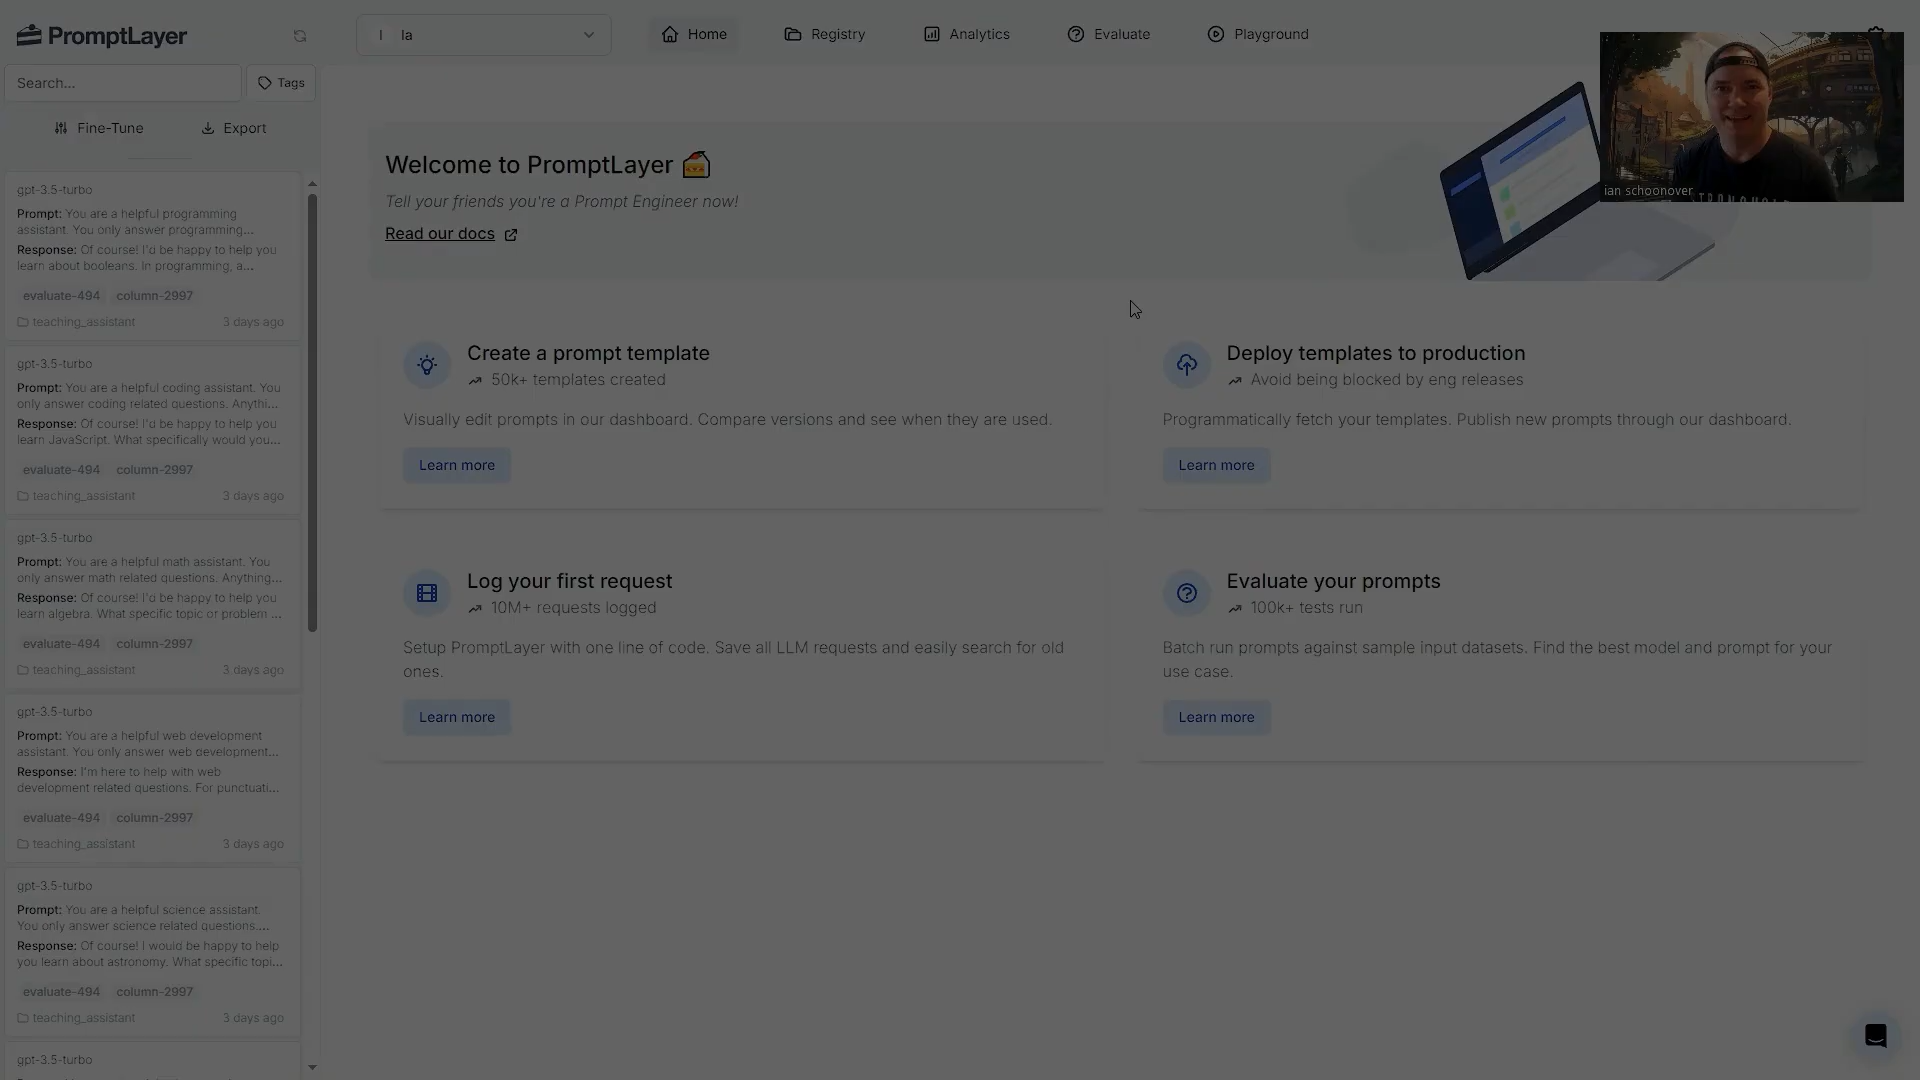 PromptLayer
l la
Home
Registry
Analytics
Evaluate
Playground
Search...
Tags
Fine-Tune
Export
gpt-3.5-turbo
Prompt: You are a helpful programming
assistant. You only answer programming...
Response: Of course! I'd be happy to help you
learn about booleans. In programming, a...
evaluate-494 column-2997
teaching_assistant 3 days ago
gpt-3.5-turbo
Prompt: You are a helpful coding assistant. You
only answer coding related questions. Anythi...
Response: Of course! I'd be happy to help you
learn JavaScript. What specifically would you...
evaluate-494 column-2997
teaching_assistant 3 days ago
gpt-3.5-turbo
Prompt: You are a helpful math assistant. You
only answer math related questions. Anything...
Response: Of course! I'd be happy to help you
learn algebra. What specific topic or problem ...
evaluate-494 column-2997
teaching_assistant 3 days ago
gpt-3.5-turbo
Prompt: You are a helpful web development
assistant. You only answer web development...
Response: I'm here to help with web
development related questions. For punctuati...
evaluate-494 column-2997
teaching_assistant 3 days ago
gpt-3.5-turbo
Prompt: You are a helpful science assistant.
You only answer science related questions....
Response: Of course! I would be happy to help
you learn about astronomy. What specific topi...
evaluate-494 column-2997
teaching_assistant 3 days ago
gpt-3.5-turbo
Welcome to PromptLayer 🍰
Tell your friends you're a Prompt Engineer now!
Read our docs
ian schoonover
Create a prompt template
50k+ templates created
Visually edit prompts in our dashboard. Compare versions and see when they are used.
Learn more
Deploy templates to production
Avoid being blocked by eng releases
Programmatically fetch your templates. Publish new prompts through our dashboard.
Learn more
Log your first request
10M+ requests logged
Setup PromptLayer with one line of code. Save all LLM requests and easily search for old
ones.
Learn more
Evaluate your prompts
100k+ tests run
Batch run prompts against sample input datasets. Find the best model and prompt for your
use case.
Learn more